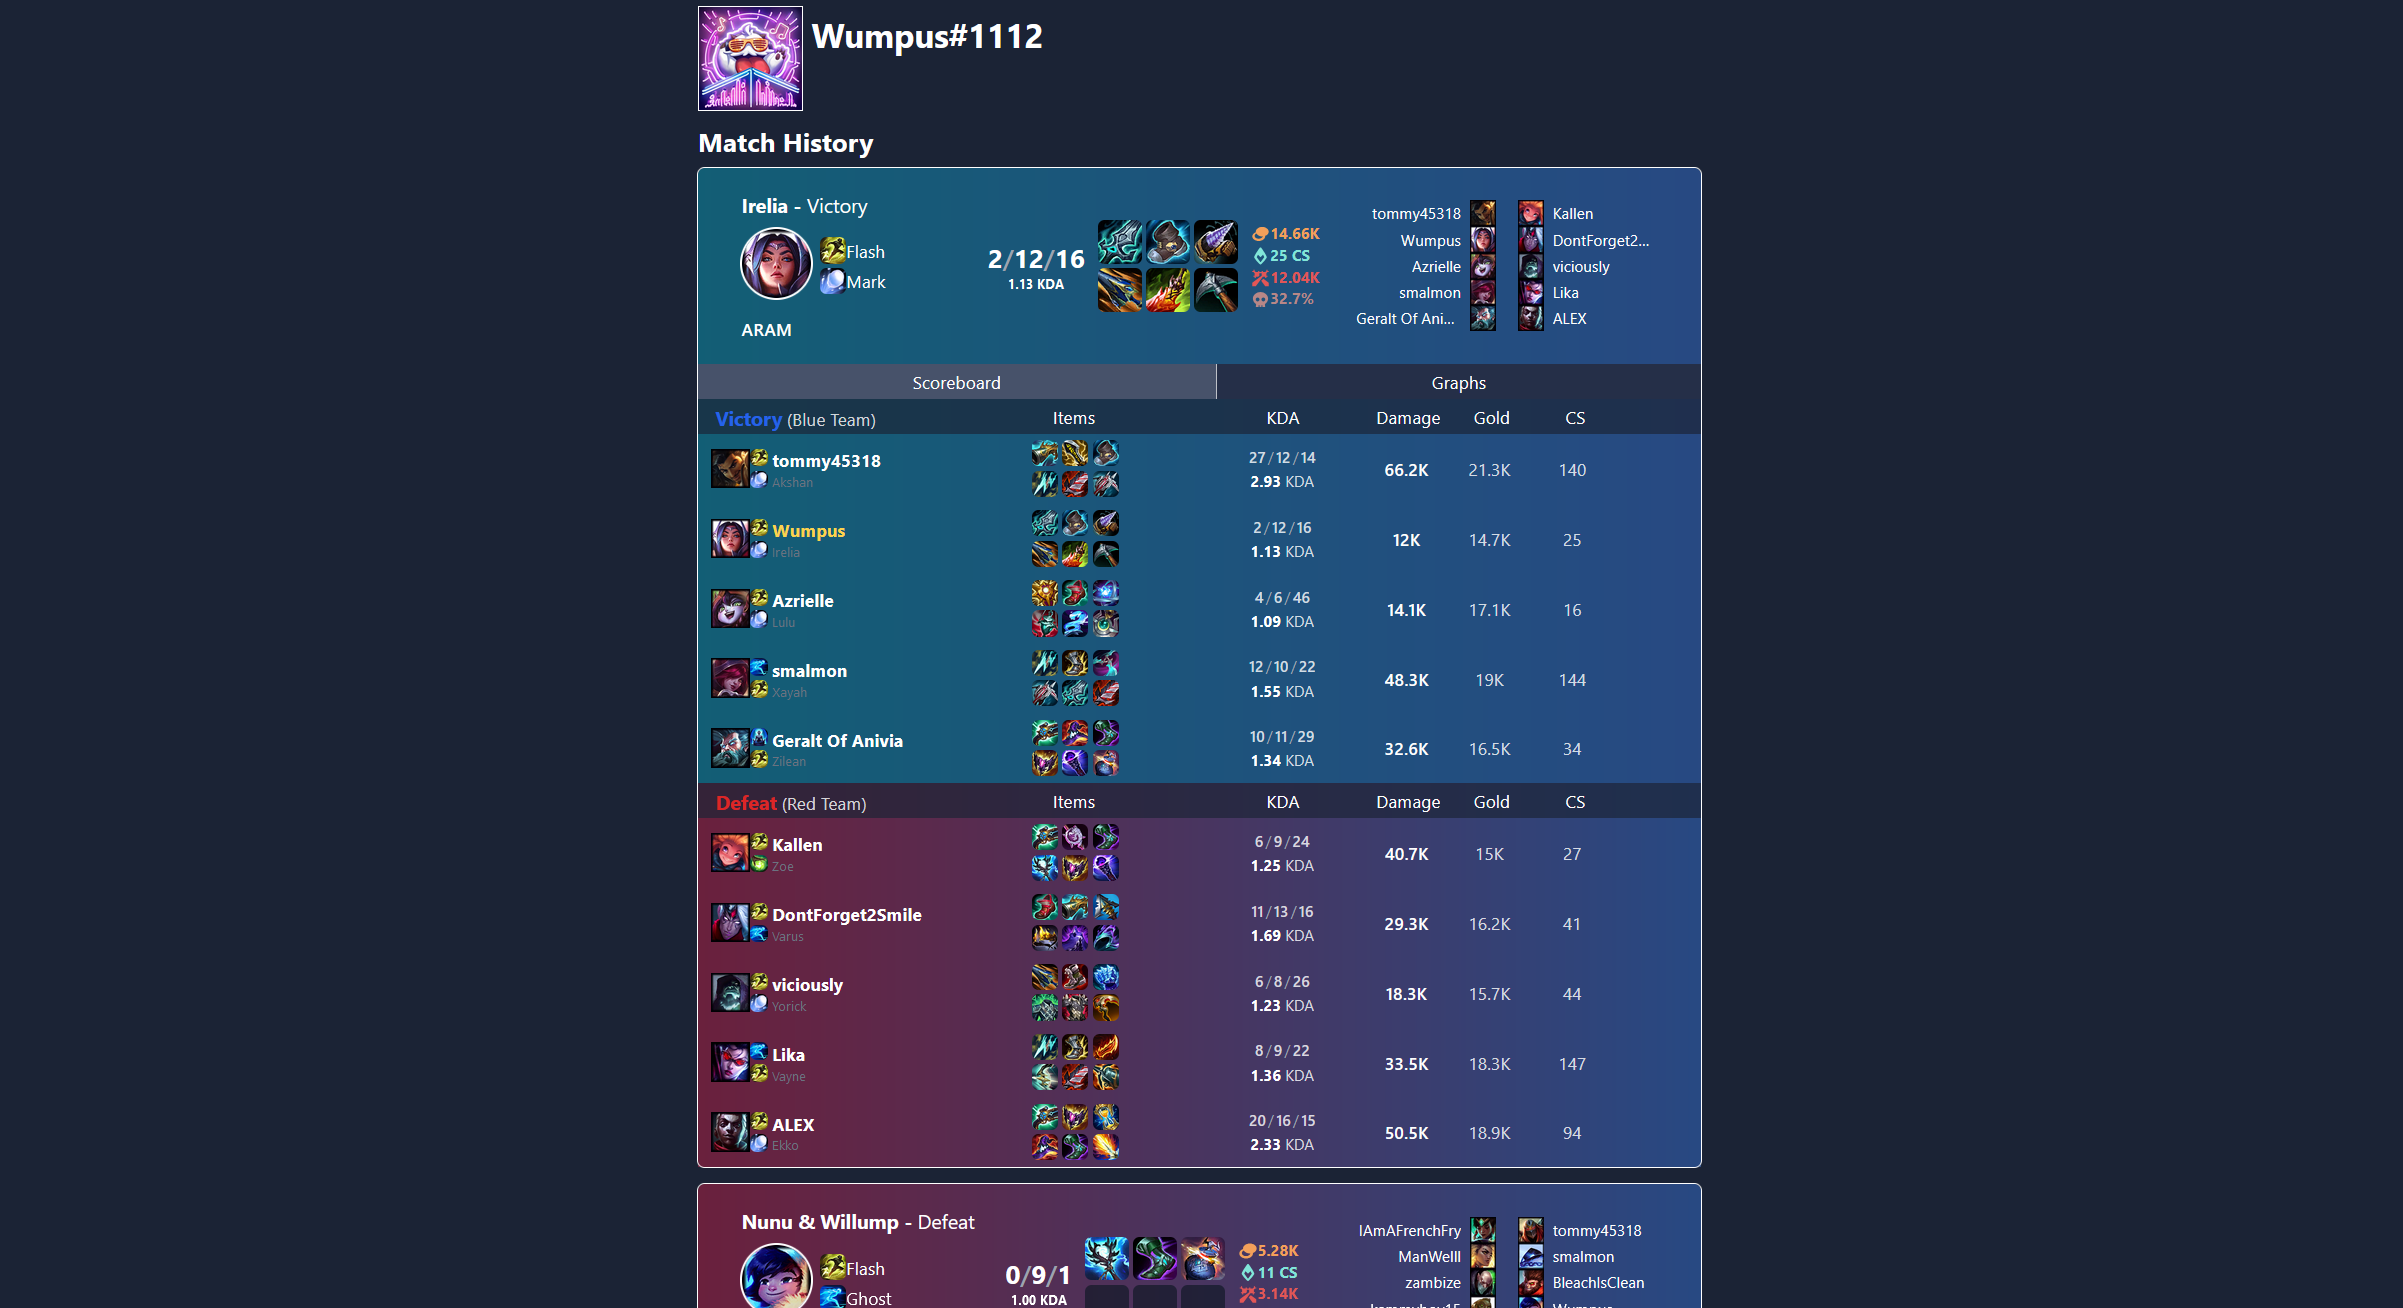 Wumpus#1112
Match History
Irelia - Victory
Flash
Mark
ARAM
2/12/16
1.13 KDA
14.66K
25 CS
12.04K
32.7%
tommy45318
Wumpus
Azrielle
smalmon
Geralt Of Ani...
Kallen
DontForget2...
viciously
Lika
ALEX
Scoreboard Graphs
Victory (Blue Team) Items KDA Damage Gold CS
tommy45318 27/12/14
Akshan 2.93 KDA 66.2K 21.3K 140
Wumpus 2/12/16
Irelia 1.13 KDA 12K 14.7K 25
Azrielle 4/6/46
Lulu 1.09 KDA 14.1K 17.1K 16
smalmon 12/10/22
Xayah 1.55 KDA 48.3K 19K 144
Geralt Of Anivia 10/11/29
Zilean 1.34 KDA 32.6K 16.5K 34
Defeat (Red Team) Items KDA Damage Gold CS
Kallen 6/9/24
Zoe 1.25 KDA 40.7K 15K 27
DontForget2Smile 11/13/16
Varus 1.69 KDA 29.3K 16.2K 41
viciously 6/8/26
Yorick 1.23 KDA 18.3K 15.7K 44
Lika 8/9/22
Vayne 1.36 KDA 33.5K 18.3K 147
ALEX 20/16/15
Ekko 2.33 KDA 50.5K 18.9K 94
Nunu & Willump - Defeat
Flash
Ghost
0/9/1
1.00 KDA
5.28K
11 CS
3.14K
IAmAFrenchFry
ManWelll
zambize
tommy45318
smalmon
BleachIsClean